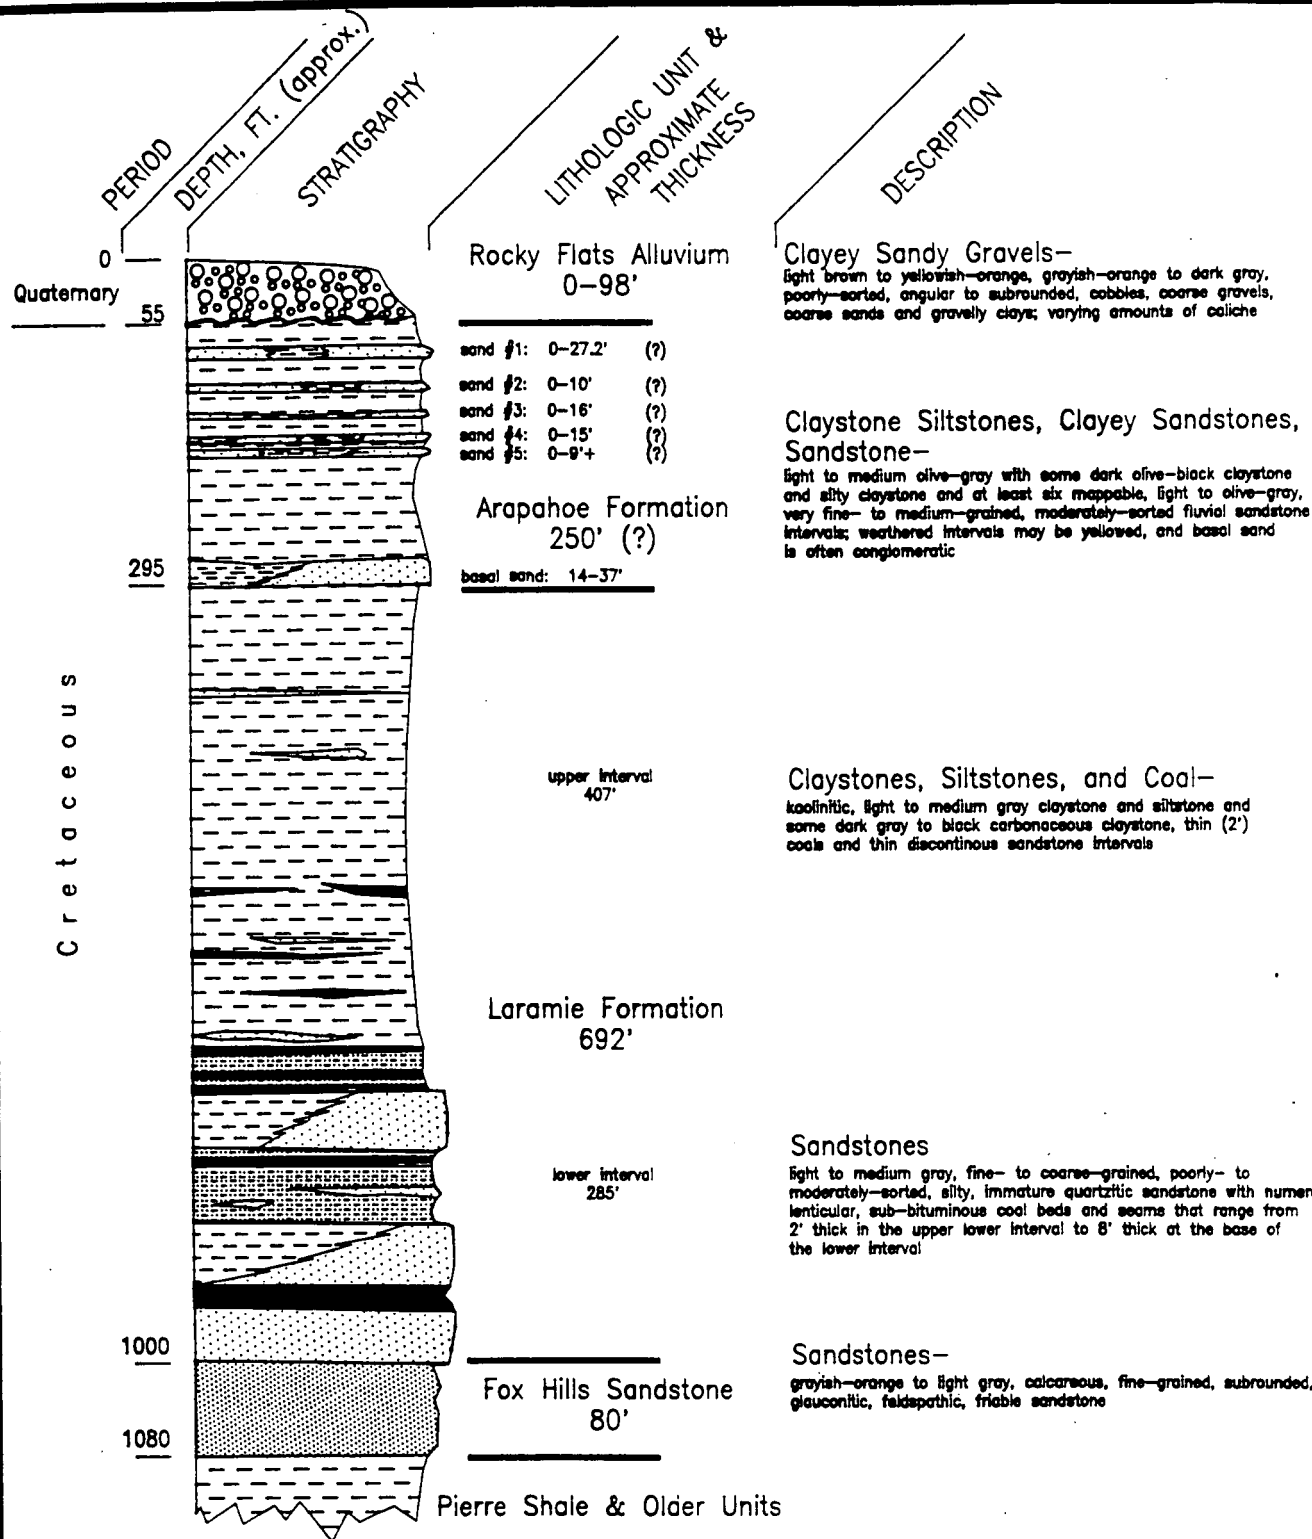 PERIOD
DEPTH, FT. (approx.)
STRATIGRAPHY
LITHOLOGIC UNIT &
APPROXIMATE
THICKNESS
DESCRIPTION
0
Quaternary
55
Rocky Flats Alluvium
0-98'
Clayey Sandy Gravels-
light brown to yellowish-orange, grayish-orange to dark gray,
poorly-sorted, angular to subrounded, cobbles, coarse gravels,
coarse sands and gravelly clays; varying amounts of caliche
sand #1: 0-27.2' (?)
sand #2: 0-10' (?)
sand #3: 0-16' (?)
sand #4: 0-15' (?)
sand #5: 0-9'+ (?)
Arapahoe Formation
250' (?)
295
basal sand: 14-37'
Claystone Siltstones, Clayey Sandstones,
Sandstone-
light to medium olive-gray with some dark olive-black claystone
and silty claystone and at least six mappable, light to olive-gray,
very fine- to medium-grained, moderately-sorted fluvial sandstone
intervals; weathered intervals may be yellowed, and basal sand
is often conglomeratic
Cretaceous
upper interval
407'
Claystones, Siltstones, and Coal-
kaolinitic, light to medium gray claystone and siltstone and
some dark gray to black carbonaceous claystone, thin (2')
coals and thin discontinous sandstone intervals
Laramie Formation
692'
lower interval
285'
Sandstones
light to medium gray, fine- to coarse-grained, poorly- to
moderately-sorted, silty, immature quartzitic sandstone with numer
lenticular, sub-bituminous coal beds and seams that range from
2' thick in the upper lower interval to 8' thick at the base of
the lower interval
1000
Fox Hills Sandstone
80'
1080
Sandstones-
grayish-orange to light gray, calcareous, fine-grained, subrounded,
glauconitic, feldspathic, friable sandstone
Pierre Shale & Older Units